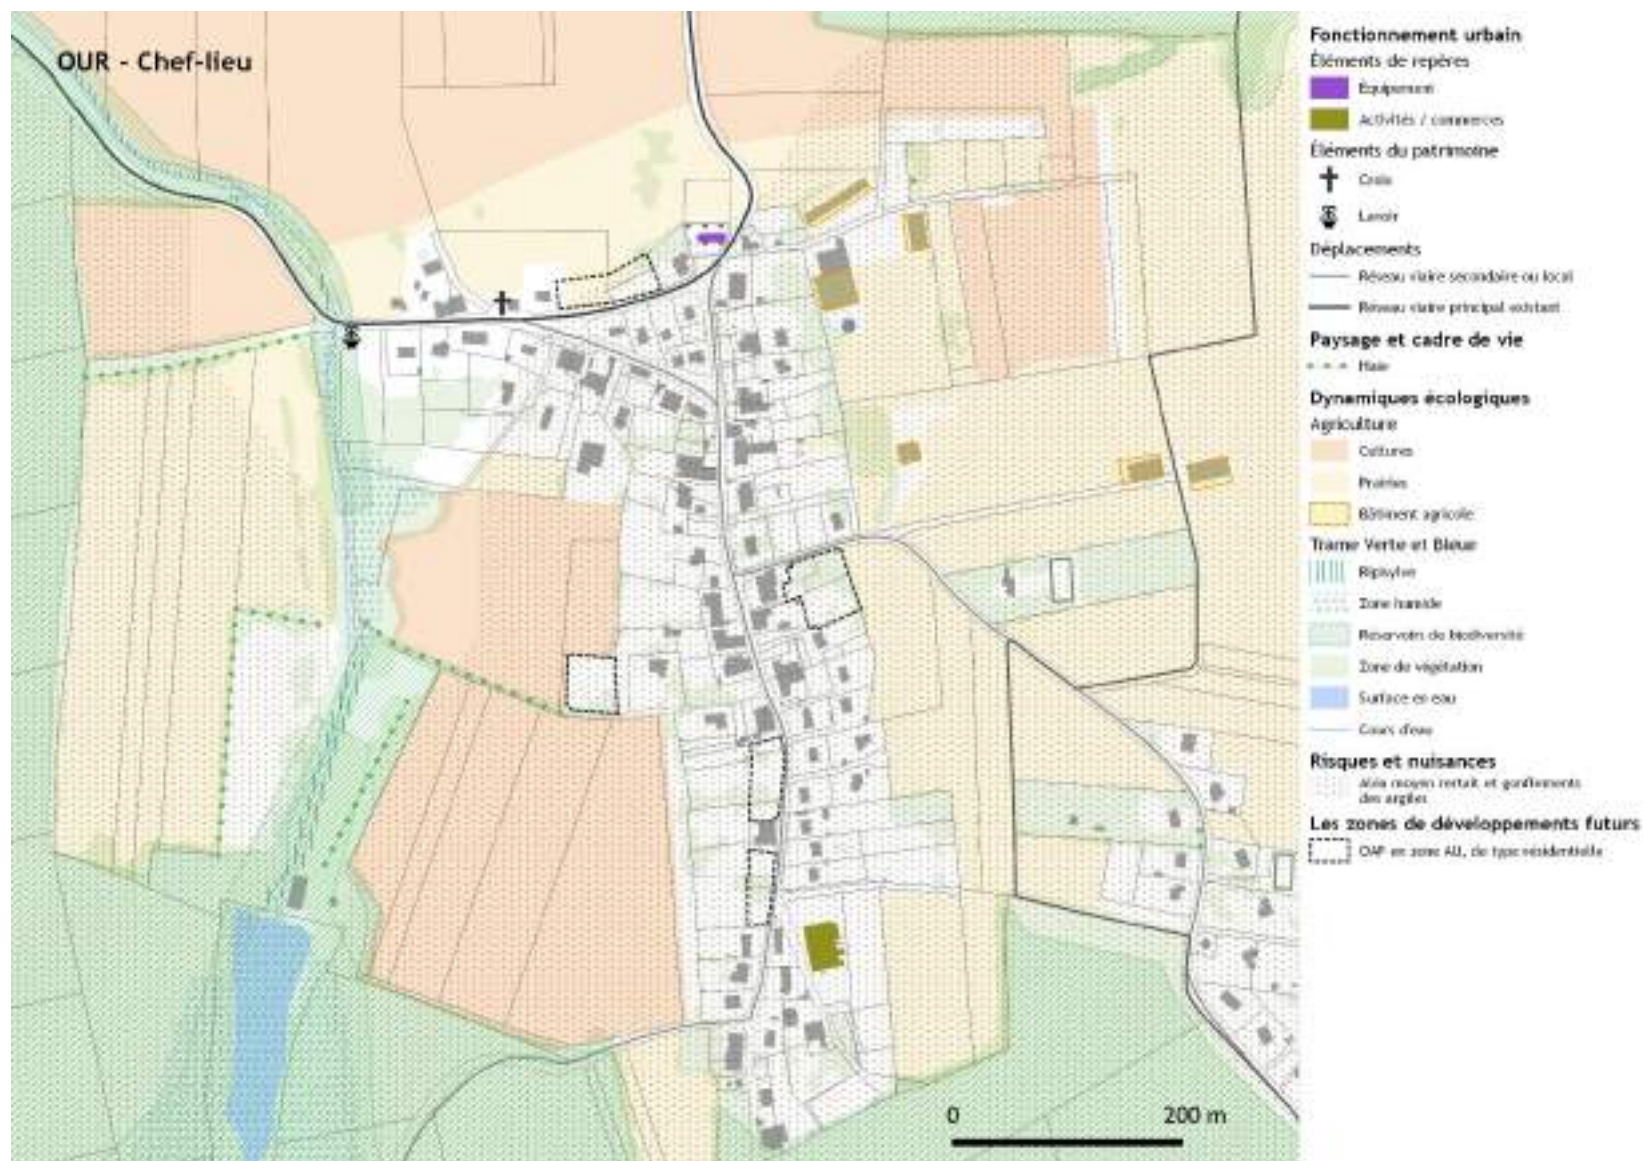 OUR - Chef-lieu
Fonctionnement urbain
Éléments de repères
Équipement
Activités / commerces
Éléments du patrimoine
Croix
Lavoir
Déplacements
Réseau viaire secondaire ou local
Réseau viaire principal existant
Paysage et cadre de vie
Haie
Dynamiques écologiques
Agriculture
Cultures
Prairies
Bâtiment agricole
Trame Verte et Bleue
Ripisylve
Zone humide
Réservoirs de biodiversité
Zone de végétation
Surface en eau
Cours d'eau
Risques et nuisances
Aléa moyen retrait et gonflements
des argiles
Les zones de développements futurs
OAP en zone AU, de type résidentielle
0 200 m